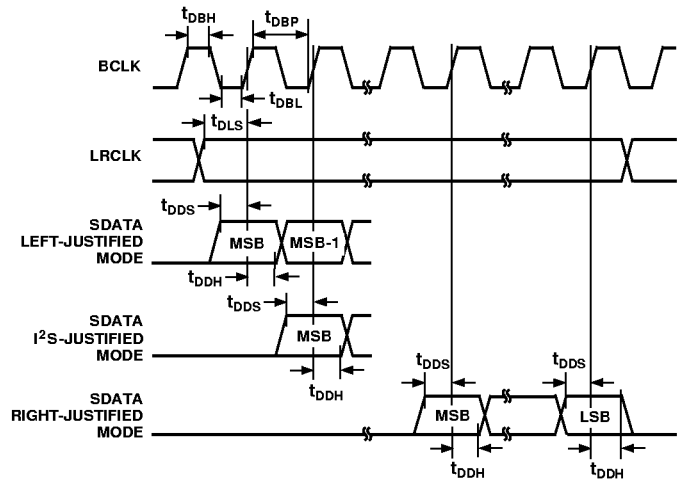 tDBH
tDBP
BCLK
tDBL
tDLS
LRCLK
tDDS
SDATA
LEFT-JUSTIFIED
MODE
MSB
MSB-1
tDDH
tDDS
SDATA
I²S-JUSTIFIED
MODE
MSB
tDDH
tDDS
tDDS
SDATA
RIGHT-JUSTIFIED
MODE
MSB
LSB
tDDH
tDDH